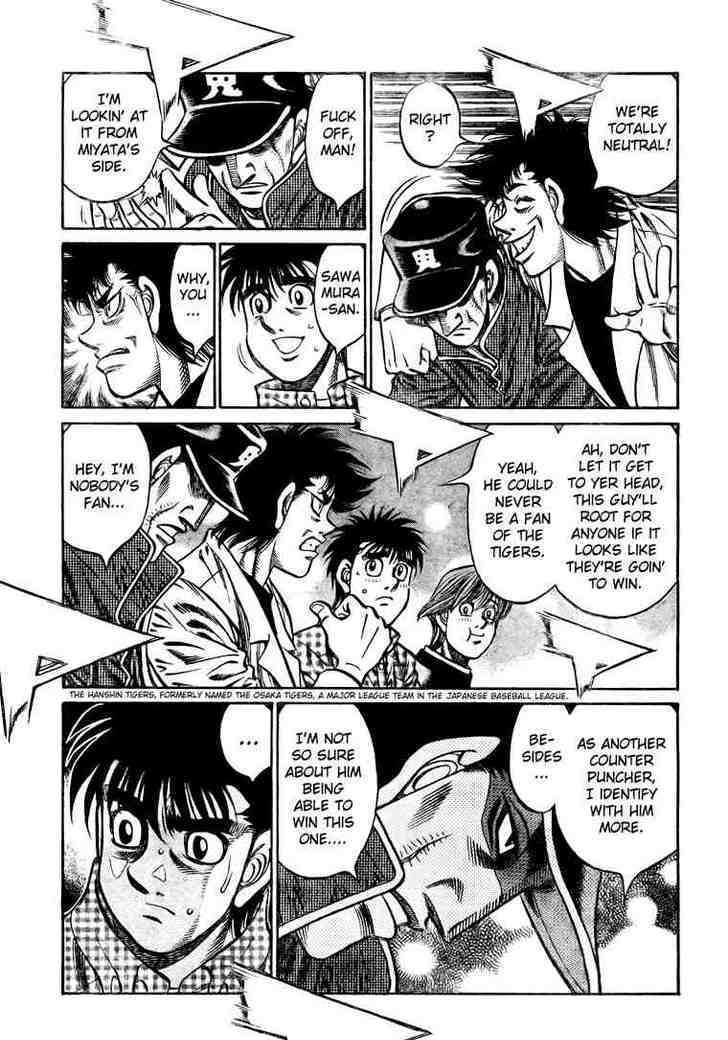 WE'RE
TOTALLY
NEUTRAL!
RIGHT
?
FUCK
OFF,
MAN!
I'M
LOOKIN' AT
IT FROM
MIYATA'S
SIDE.
鬼
鬼
SAWA
MURA
-SAN.
WHY,
YOU
...
AH, DON'T
LET IT GET
TO YER HEAD,
THIS GUY'LL
ROOT FOR
ANYONE IF IT
LOOKS LIKE
THEY'RE GOIN'
TO WIN.
YEAH,
HE COULD
NEVER
BE A FAN
OF THE
TIGERS.
HEY, I'M
NOBODY'S
FAN...
鬼
THE HANSHIN TIGERS, FORMERLY NAMED THE OSAKA TIGERS, A MAJOR LEAGUE TEAM IN THE JAPANESE BASEBALL LEAGUE.
AS ANOTHER
COUNTER
PUNCHER,
I IDENTIFY
WITH HIM
MORE.
BE-
SIDES
...
I'M NOT
SO SURE
ABOUT HIM
BEING
ABLE TO
WIN THIS
ONE....
...